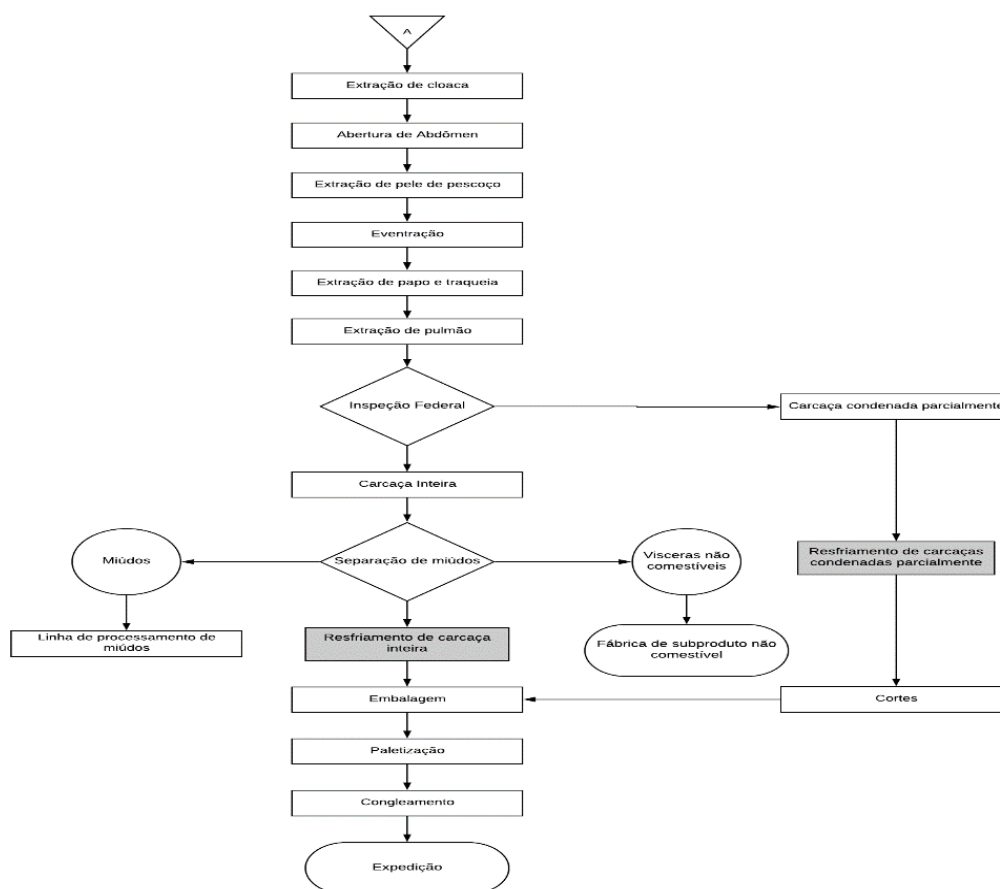 A
Extração de cloaca
Abertura de Abdômen
Extração de pele de pescoço
Eventração
Extração de papo e traqueia
Extração de pulmão
Inspeção Federal
Carcaça condenada parcialmente
Carcaça Inteira
Miúdos
Separação de miúdos
Visceras não
comestíveis
Resfriamento de carcaças
condenadas parcialmente
Linha de processamento de
miúdos
Resfriamento de carcaça
inteira
Fábrica de subproduto não
comestível
Embalagem
Cortes
Paletização
Congleamento
Expedição